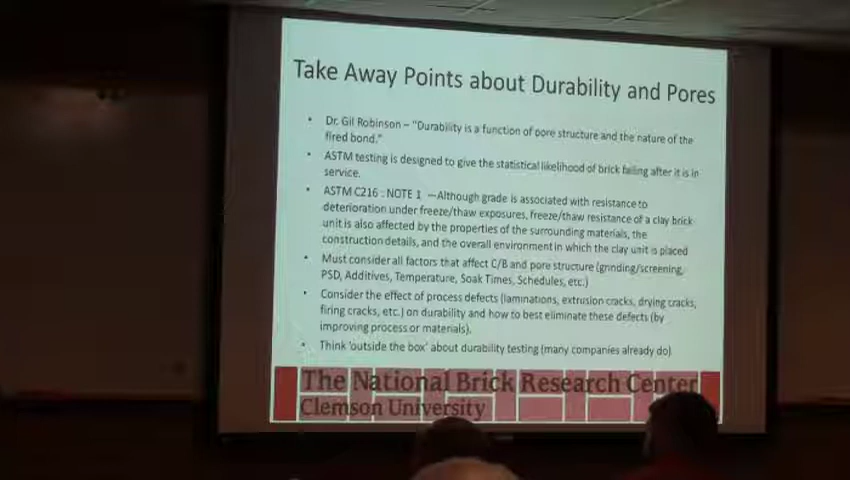 Take Away Points about Durability and Pores
• Dr. Gil Robinson – "Durability is a function of pore structure and the nature of the
fired bond."
• ASTM testing is designed to give the statistical likelihood of brick failing after it is in
service.
• ASTM C216 : NOTE 1 —Although grade is associated with resistance to
deterioration under freeze/thaw exposures, freeze/thaw resistance of a clay brick
unit is also affected by the properties of the surrounding materials, the
construction details, and the overall environment in which the clay unit is placed
• Must consider all factors that affect C/B and pore structure (grinding/screening,
PSD, Additives, Temperature, Soak Times, Schedules, etc.)
• Consider the effect of process defects (laminations, extrusion cracks, drying cracks,
firing cracks, etc.) on durability and how to best eliminate these defects (by
improving process or materials).
• Think 'outside the box' about durability testing (many companies already do)
The National Brick Research Center
Clemson University